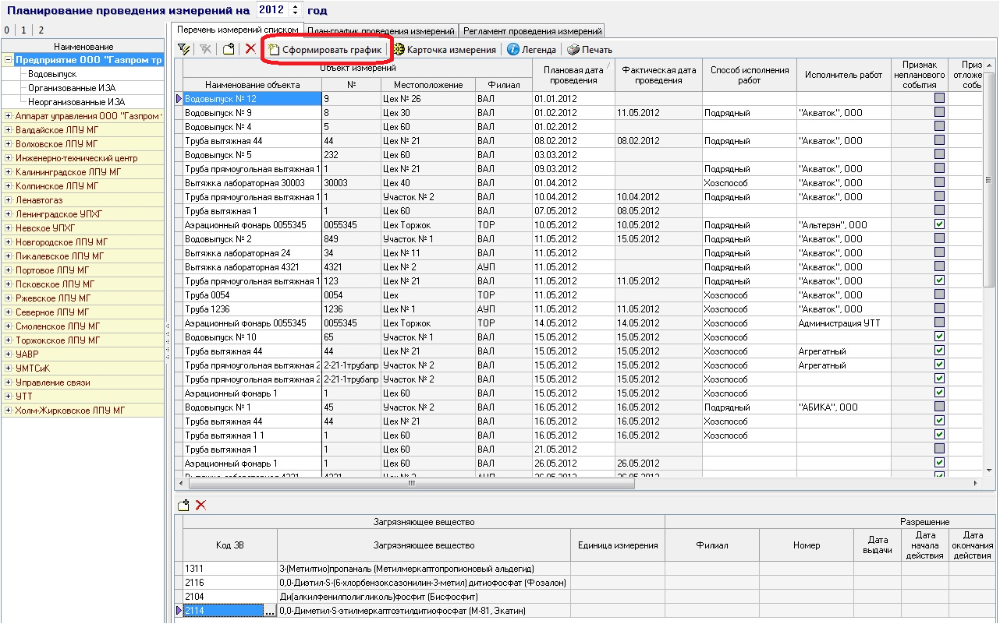 Планирование проведения измерений на 2012 год
0 1 2
Наименование
Предприятие ООО "Газпром тр
Водовыпуск
Организованные ИЗА
Неорганизованные ИЗА
Аппарат управления ООО "Газпром
Валдайское ЛПУ МГ
Волховское ЛПУ МГ
Инженерно-технический центр
Калининградское ЛПУ МГ
Колпинское ЛПУ МГ
Ленавтогаз
Ленинградское УПХГ
Невское УПХГ
Новгородское ЛПУ МГ
Пикалевское ЛПУ МГ
Портовое ЛПУ МГ
Псковское ЛПУ МГ
Ржевское ЛПУ МГ
Северное ЛПУ МГ
Смоленское ЛПУ МГ
Торжокское ЛПУ МГ
УАВР
УМТСиК
Управление связи
УТТ
Холм-Жирковское ЛПУ МГ
Перечень измерений списком План-график проведения измерений Регламент проведения измерений
Сформировать график Карточка измерения Легенда Печать
Объект измерений
Наименование объекта № Местоположение Филиал Плановая дата проведения Фактическая дата проведения Способ исполнения работ Исполнитель работ Признак непланового события Приз отложе собь
Водовыпуск № 12 9 Цех № 26 ВАЛ 01.01.2012
Водовыпуск № 9 8 Цех 30 ВАЛ 01.02.2012 11.05.2012 Подрядный "Акваток", ООО
Водовыпуск № 4 5 Цех 60 ВАЛ 01.02.2012
Труба вытяжная 44 44 Цех № 21 ВАЛ 08.02.2012 08.02.2012 Подрядный "Акваток", ООО
Водовыпуск № 5 232 Цех 60 ВАЛ 03.03.2012
Труба прямоугольная вытяжная 1 1 Цех № 21 ВАЛ 09.03.2012 Подрядный "Акваток", ООО
Вытяжка лабораторная 30003 30003 Цех 40 ВАЛ 01.04.2012 Хозспособ "Акваток", ООО
Труба прямоугольная вытяжная 1 1 Участок № 2 ВАЛ 10.04.2012 10.04.2012 Подрядный "Акваток", ООО
Труба вытяжная 1 1 Цех 60 ВАЛ 07.05.2012 08.05.2012
Аэрационный фонарь 0055345 0055345 Цех Торжок ТОР 10.05.2012 10.05.2012 Подрядный "Альтерэн", ООО
Водовыпуск № 2 849 Участок № 1 ВАЛ 11.05.2012 15.05.2012 Подрядный "Акваток", ООО
Вытяжка лабораторная 24 34 Цех № 11 ВАЛ 11.05.2012 Подрядный "Акваток", ООО
Вытяжка лабораторная 4321 4321 Цех № 2 АУП 11.05.2012 Подрядный "Акваток", ООО
Труба прямоугольная вытяжная 1 123 Цех № 21 ВАЛ 11.05.2012 11.05.2012 Подрядный "Акваток", ООО
Труба 0054 0054 Цех ТОР 11.05.2012 Хозспособ "Акваток", ООО
Труба 1236 1236 Цех № 1 АУП 11.05.2012 11.05.2012 Хозспособ "Акваток", ООО
Аэрационный фонарь 0055345 0055345 Цех Торжок ТОР 14.05.2012 14.05.2012 Хозспособ Администрация УТТ
Водовыпуск № 10 65 Участок № 1 ВАЛ 15.05.2012 15.05.2012 Хозспособ
Труба вытяжная 44 44 Цех № 21 ВАЛ 15.05.2012 15.05.2012 Хозспособ Агрегатный
Труба прямоугольная вытяжная 2 2-21-1трубапр Участок № 2 ВАЛ 15.05.2012 15.05.2012 Хозспособ Агрегатный
Труба прямоугольная вытяжная 2 2-21-1трубапр Участок № 2 ВАЛ 15.05.2012 15.05.2012 Хозспособ
Аэрационный фонарь 1 1 Цех 60 ВАЛ 15.05.2012 15.05.2012 Хозспособ
Водовыпуск № 1 45 Участок № 2 ВАЛ 16.05.2012 15.05.2012 Подрядный "АБИКА", ООО
Труба вытяжная 44 44 Цех № 21 ВАЛ 16.05.2012 16.05.2012 Хозспособ
Труба вытяжная 1 1 1 Цех 60 ВАЛ 16.05.2012 16.05.2012 Хозспособ
Труба вытяжная 1 1 Цех 60 ВАЛ 21.05.2012
Аэрационный фонарь 1 1 Цех 60 ВАЛ 26.05.2012 26.05.2012
Вытяжка лабораторная 4321 4321 Цех № 2 АУП 26.05.2012 26.05.2012
Загрязняющее вещество Разрешение
Код ЗВ Загрязняющее вещество Единица измерения Филиал Номер Дата выдачи Дата начала действия Дата окончания действия
1311 3-(Метилтио)пропаналь (Метилмеркаптопропионовый альдегид)
2116 0,0-Диэтил-S-(6-хлорбензоксазонилин-3-метил) дитиофосфат (Фозалон)
2104 Ди(алкилфенилполигликоль)фосфит (Бисфосфит)
2114 ... 0,0-Диметил-S-этилмеркаптоэтилдитиофосфат (М-81, Экатин)